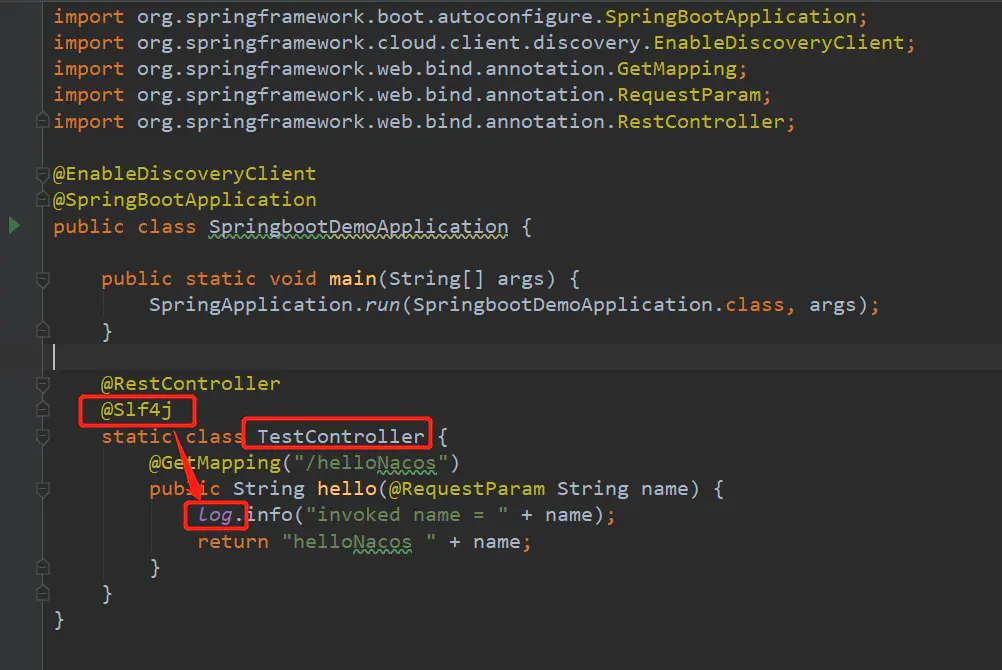 import org.springframework.boot.autoconfigure.SpringBootApplication;
import org.springframework.cloud.client.discovery.EnableDiscoveryClient;
import org.springframework.web.bind.annotation.GetMapping;
import org.springframework.web.bind.annotation.RequestParam;
import org.springframework.web.bind.annotation.RestController;
@EnableDiscoveryClient
@SpringBootApplication
public class SpringbootDemoApplication {
public static void main(String[] args) {
SpringApplication.run(SpringbootDemoApplication.class, args);
}
@RestController
@Slf4j
static class TestController {
@GetMapping("/helloNacos")
public String hello(@RequestParam String name) {
log.info("invoked name = " + name);
return "helloNacos " + name;
}
}
}